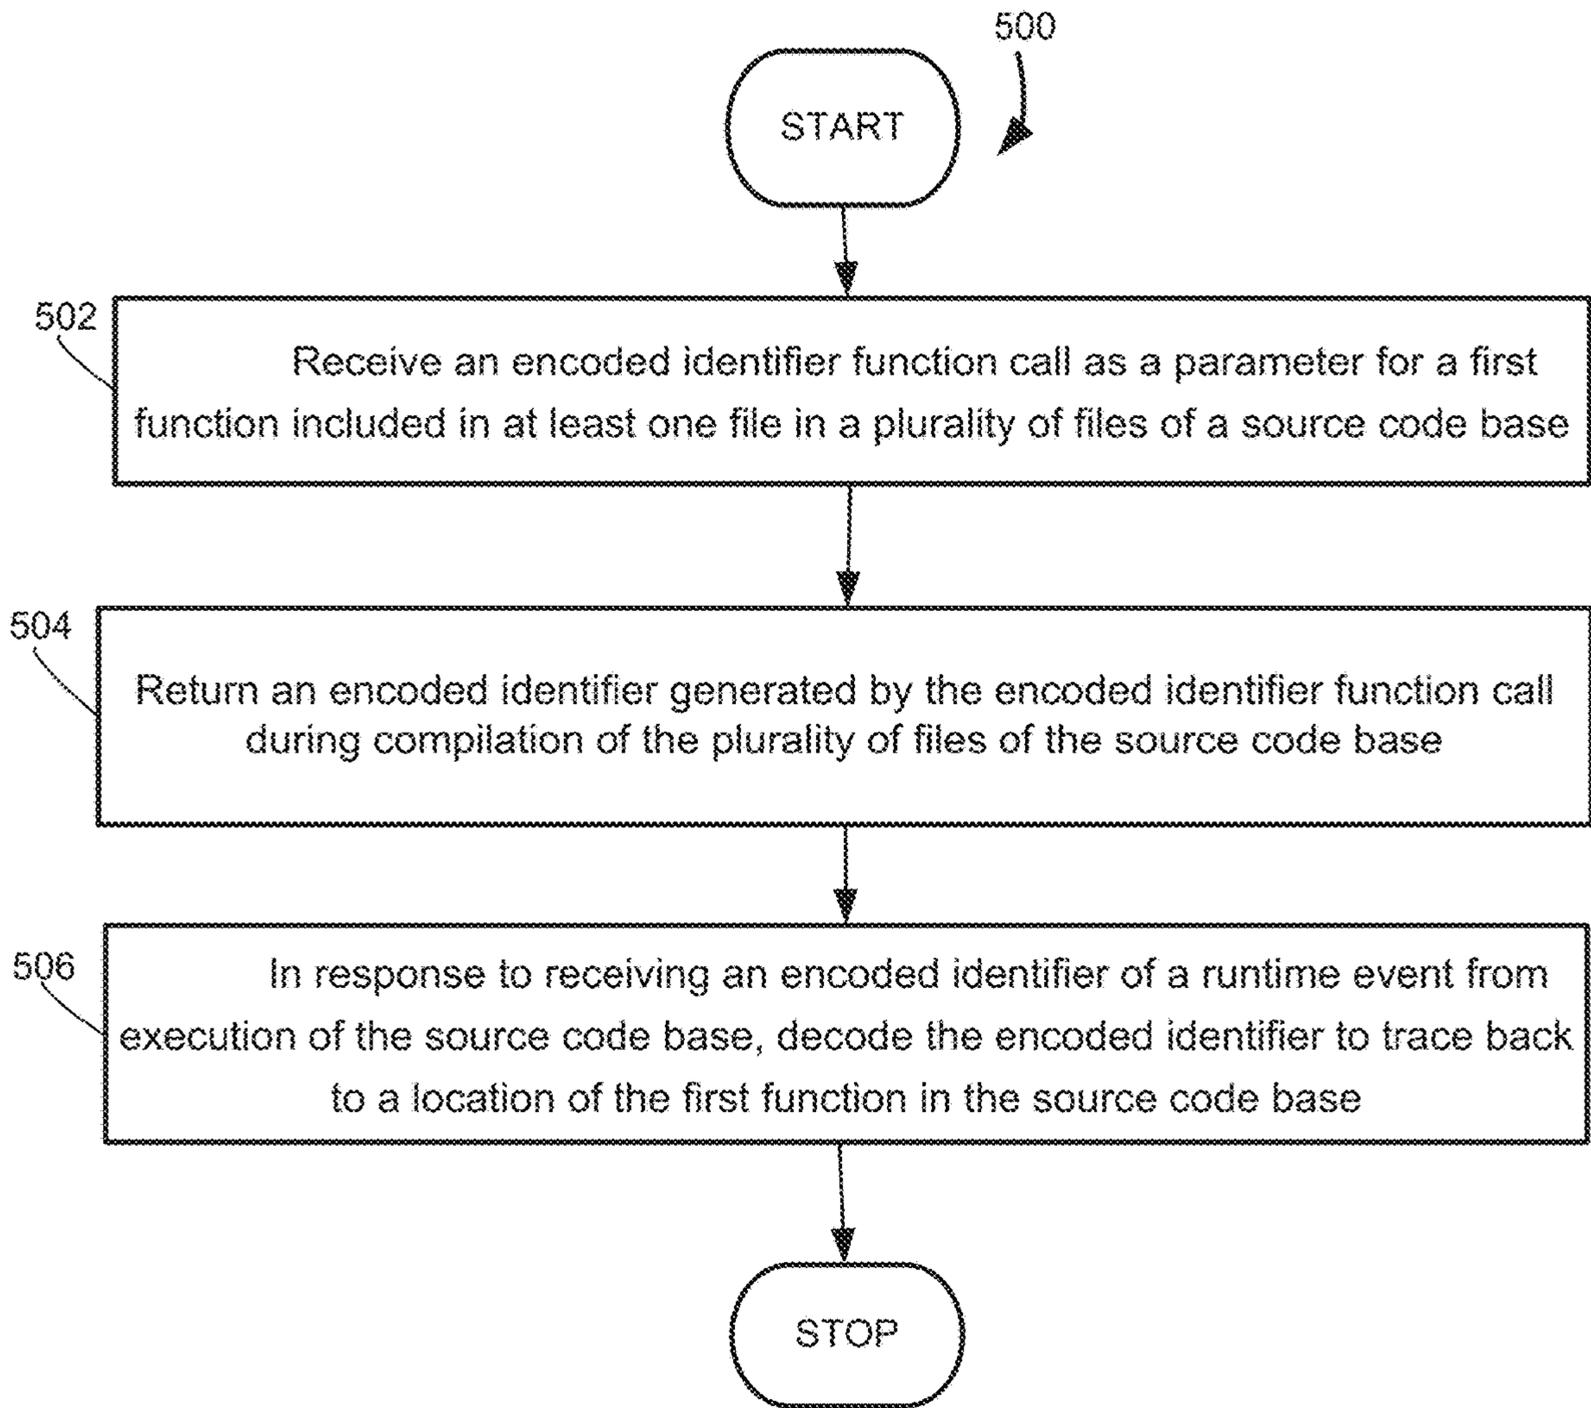 500
START
502
Receive an encoded identifier function call as a parameter for a first
function included in at least one file in a plurality of files of a source code base
504
Return an encoded identifier generated by the encoded identifier function call
during compilation of the plurality of files of the source code base
506
In response to receiving an encoded identifier of a runtime event from
execution of the source code base, decode the encoded identifier to trace back
to a location of the first function in the source code base
STOP